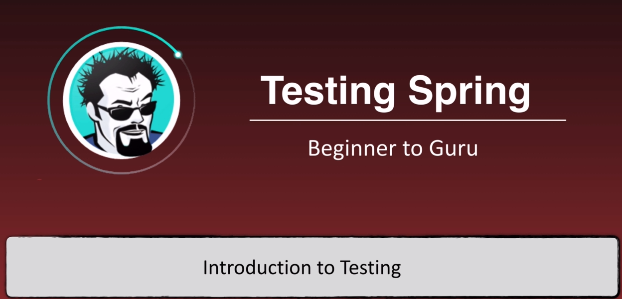 Testing Spring
Beginner to Guru
Introduction to Testing